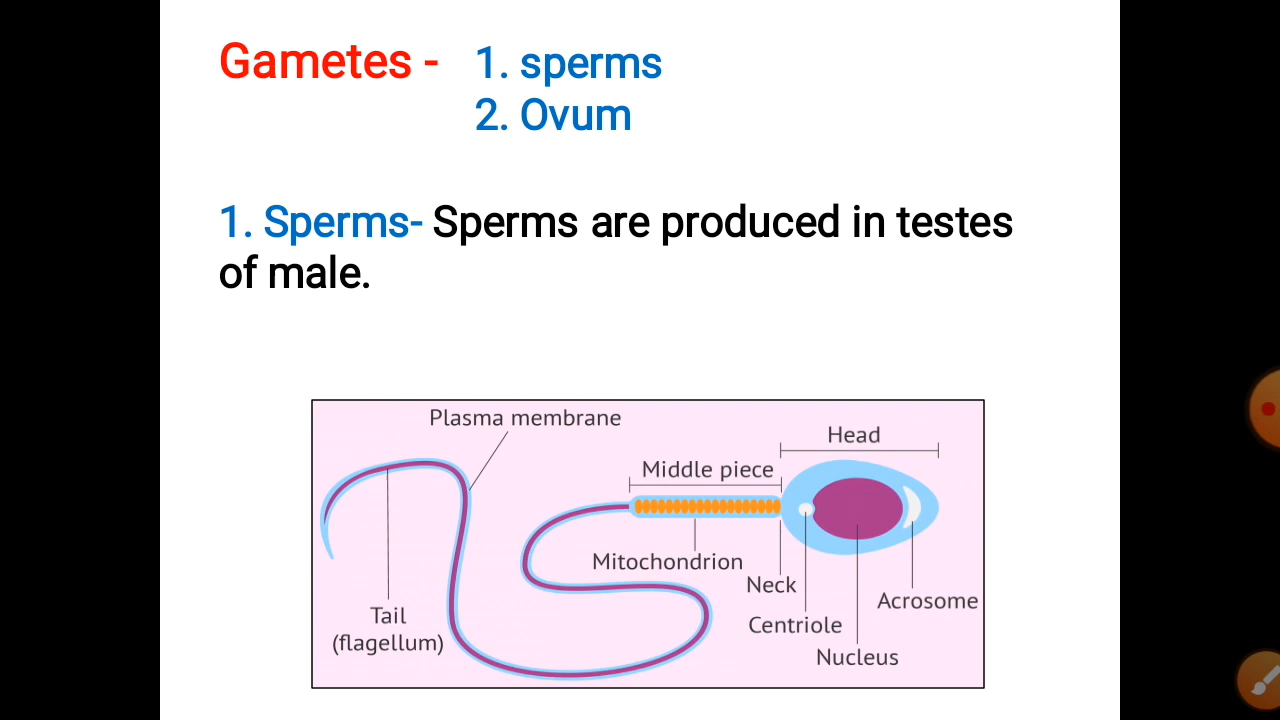 Gametes - 1. sperms
2. Ovum
1. Sperms- Sperms are produced in testes
of male.
Plasma membrane
Head
Middle piece
Mitochondrion
Neck
Acrosome
Tail
(flagellum)
Centriole
Nucleus